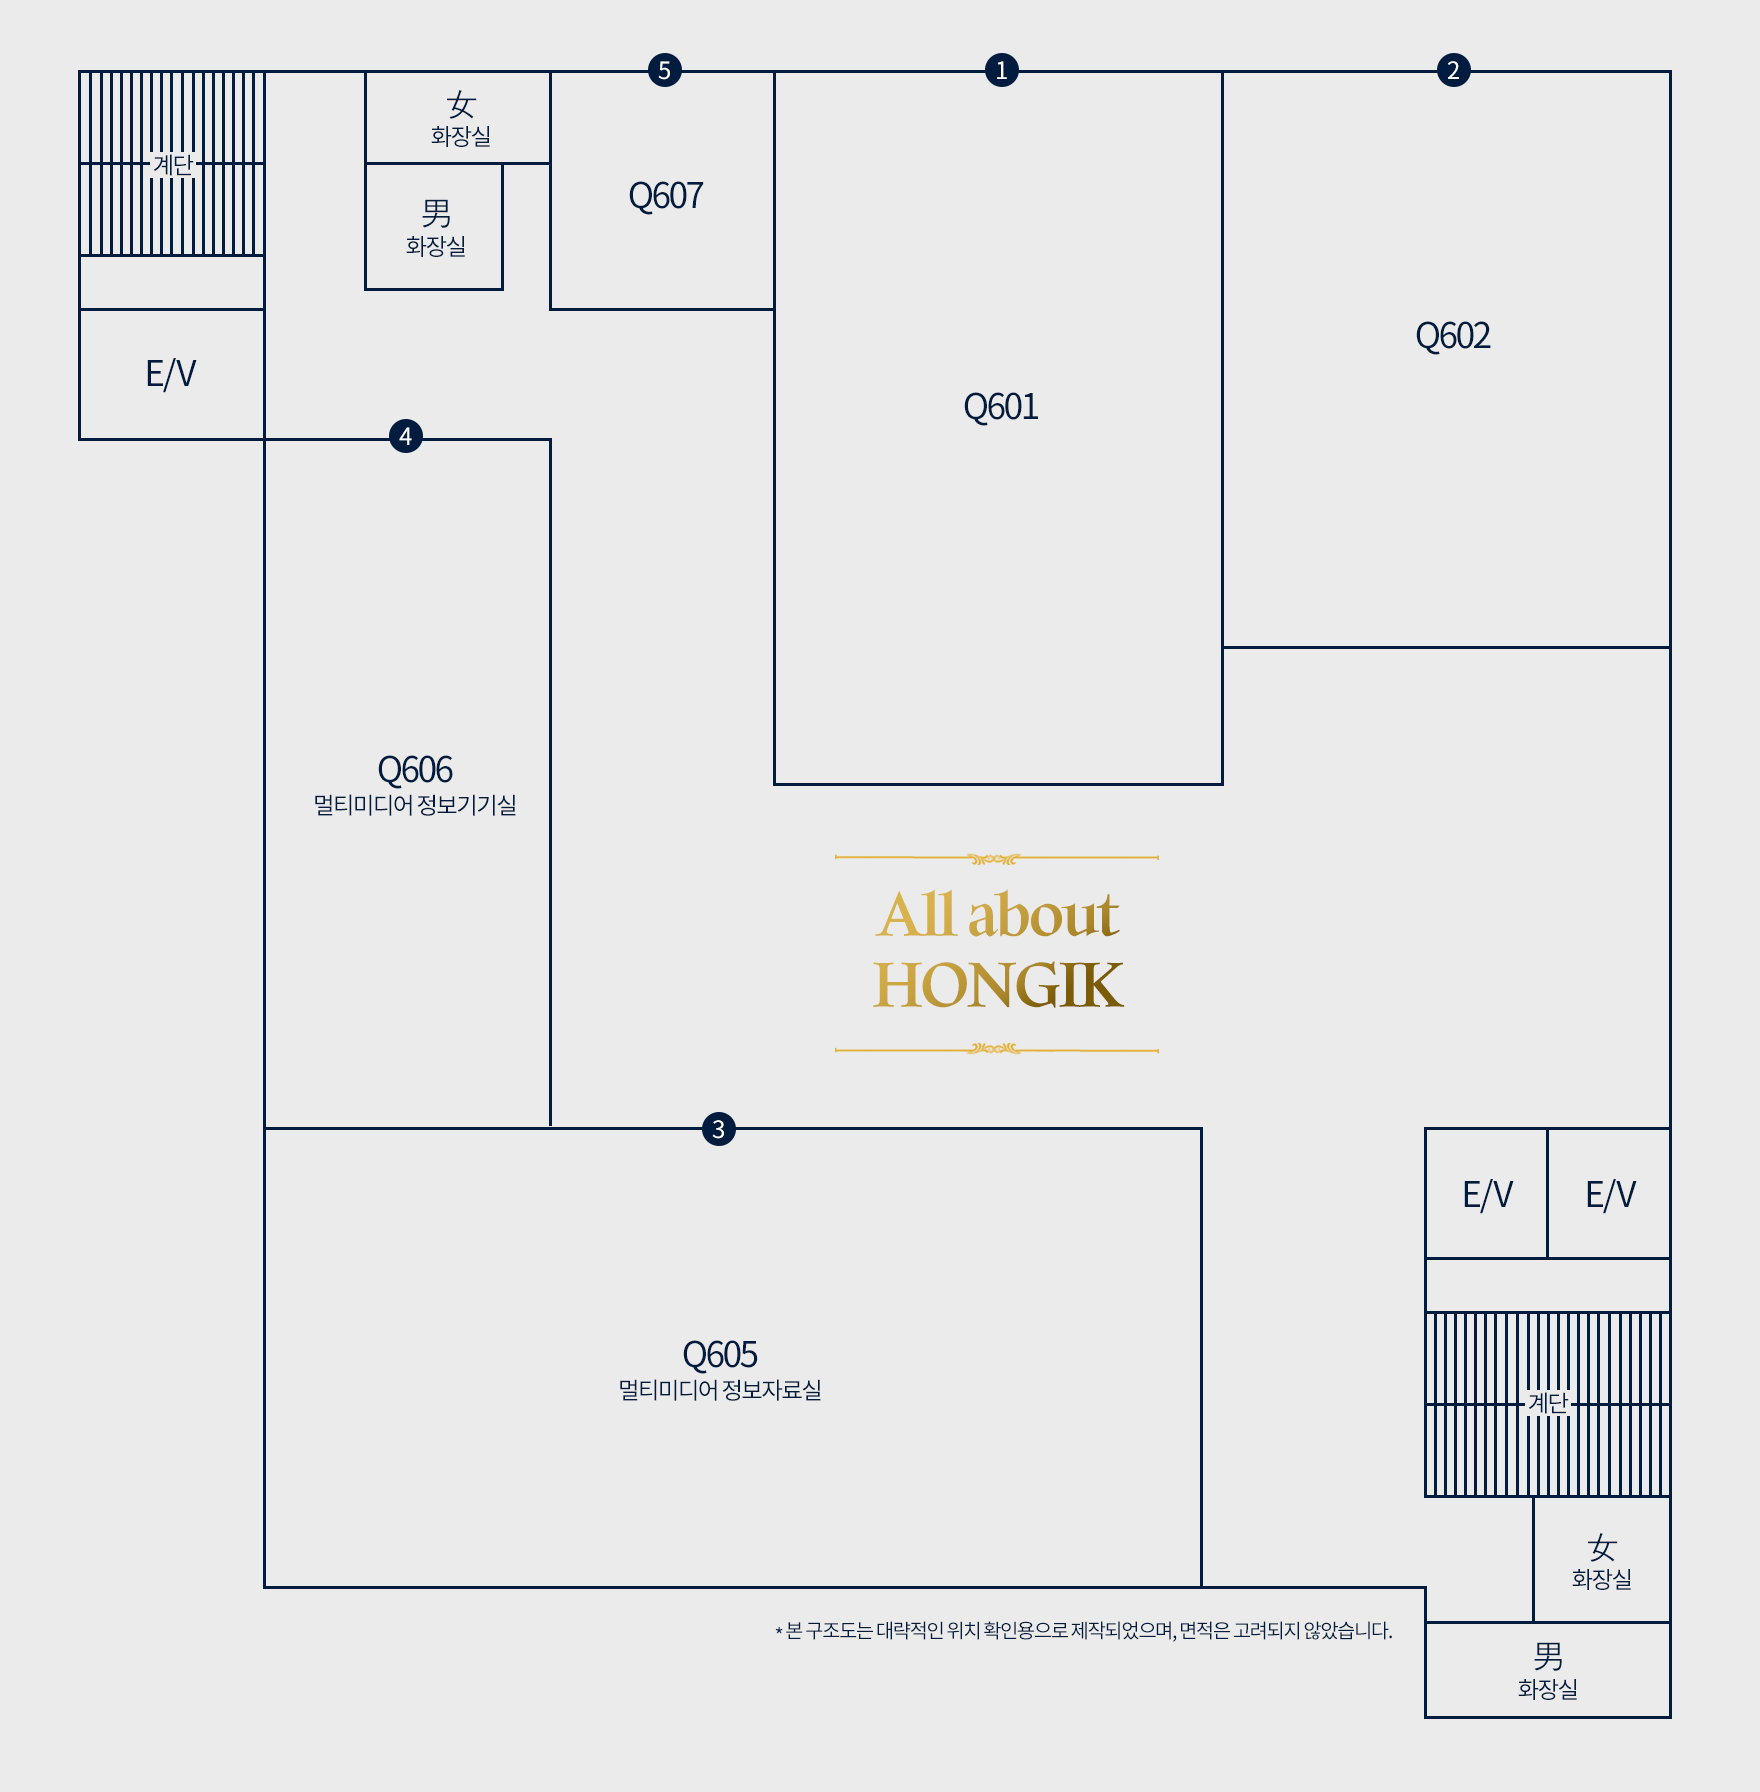 5
1
2
女
화장실
계단
Q607
男
화장실
Q602
E/V
Q601
4
Q606
멀티미디어 정보기기실
All about
HONGIK
3
E/V
E/V
Q605
멀티미디어 정보자료실
계단
女
화장실
* 본 구조도는 대략적인 위치 확인용으로 제작되었으며, 면적은 고려되지 않았습니다.
男
화장실